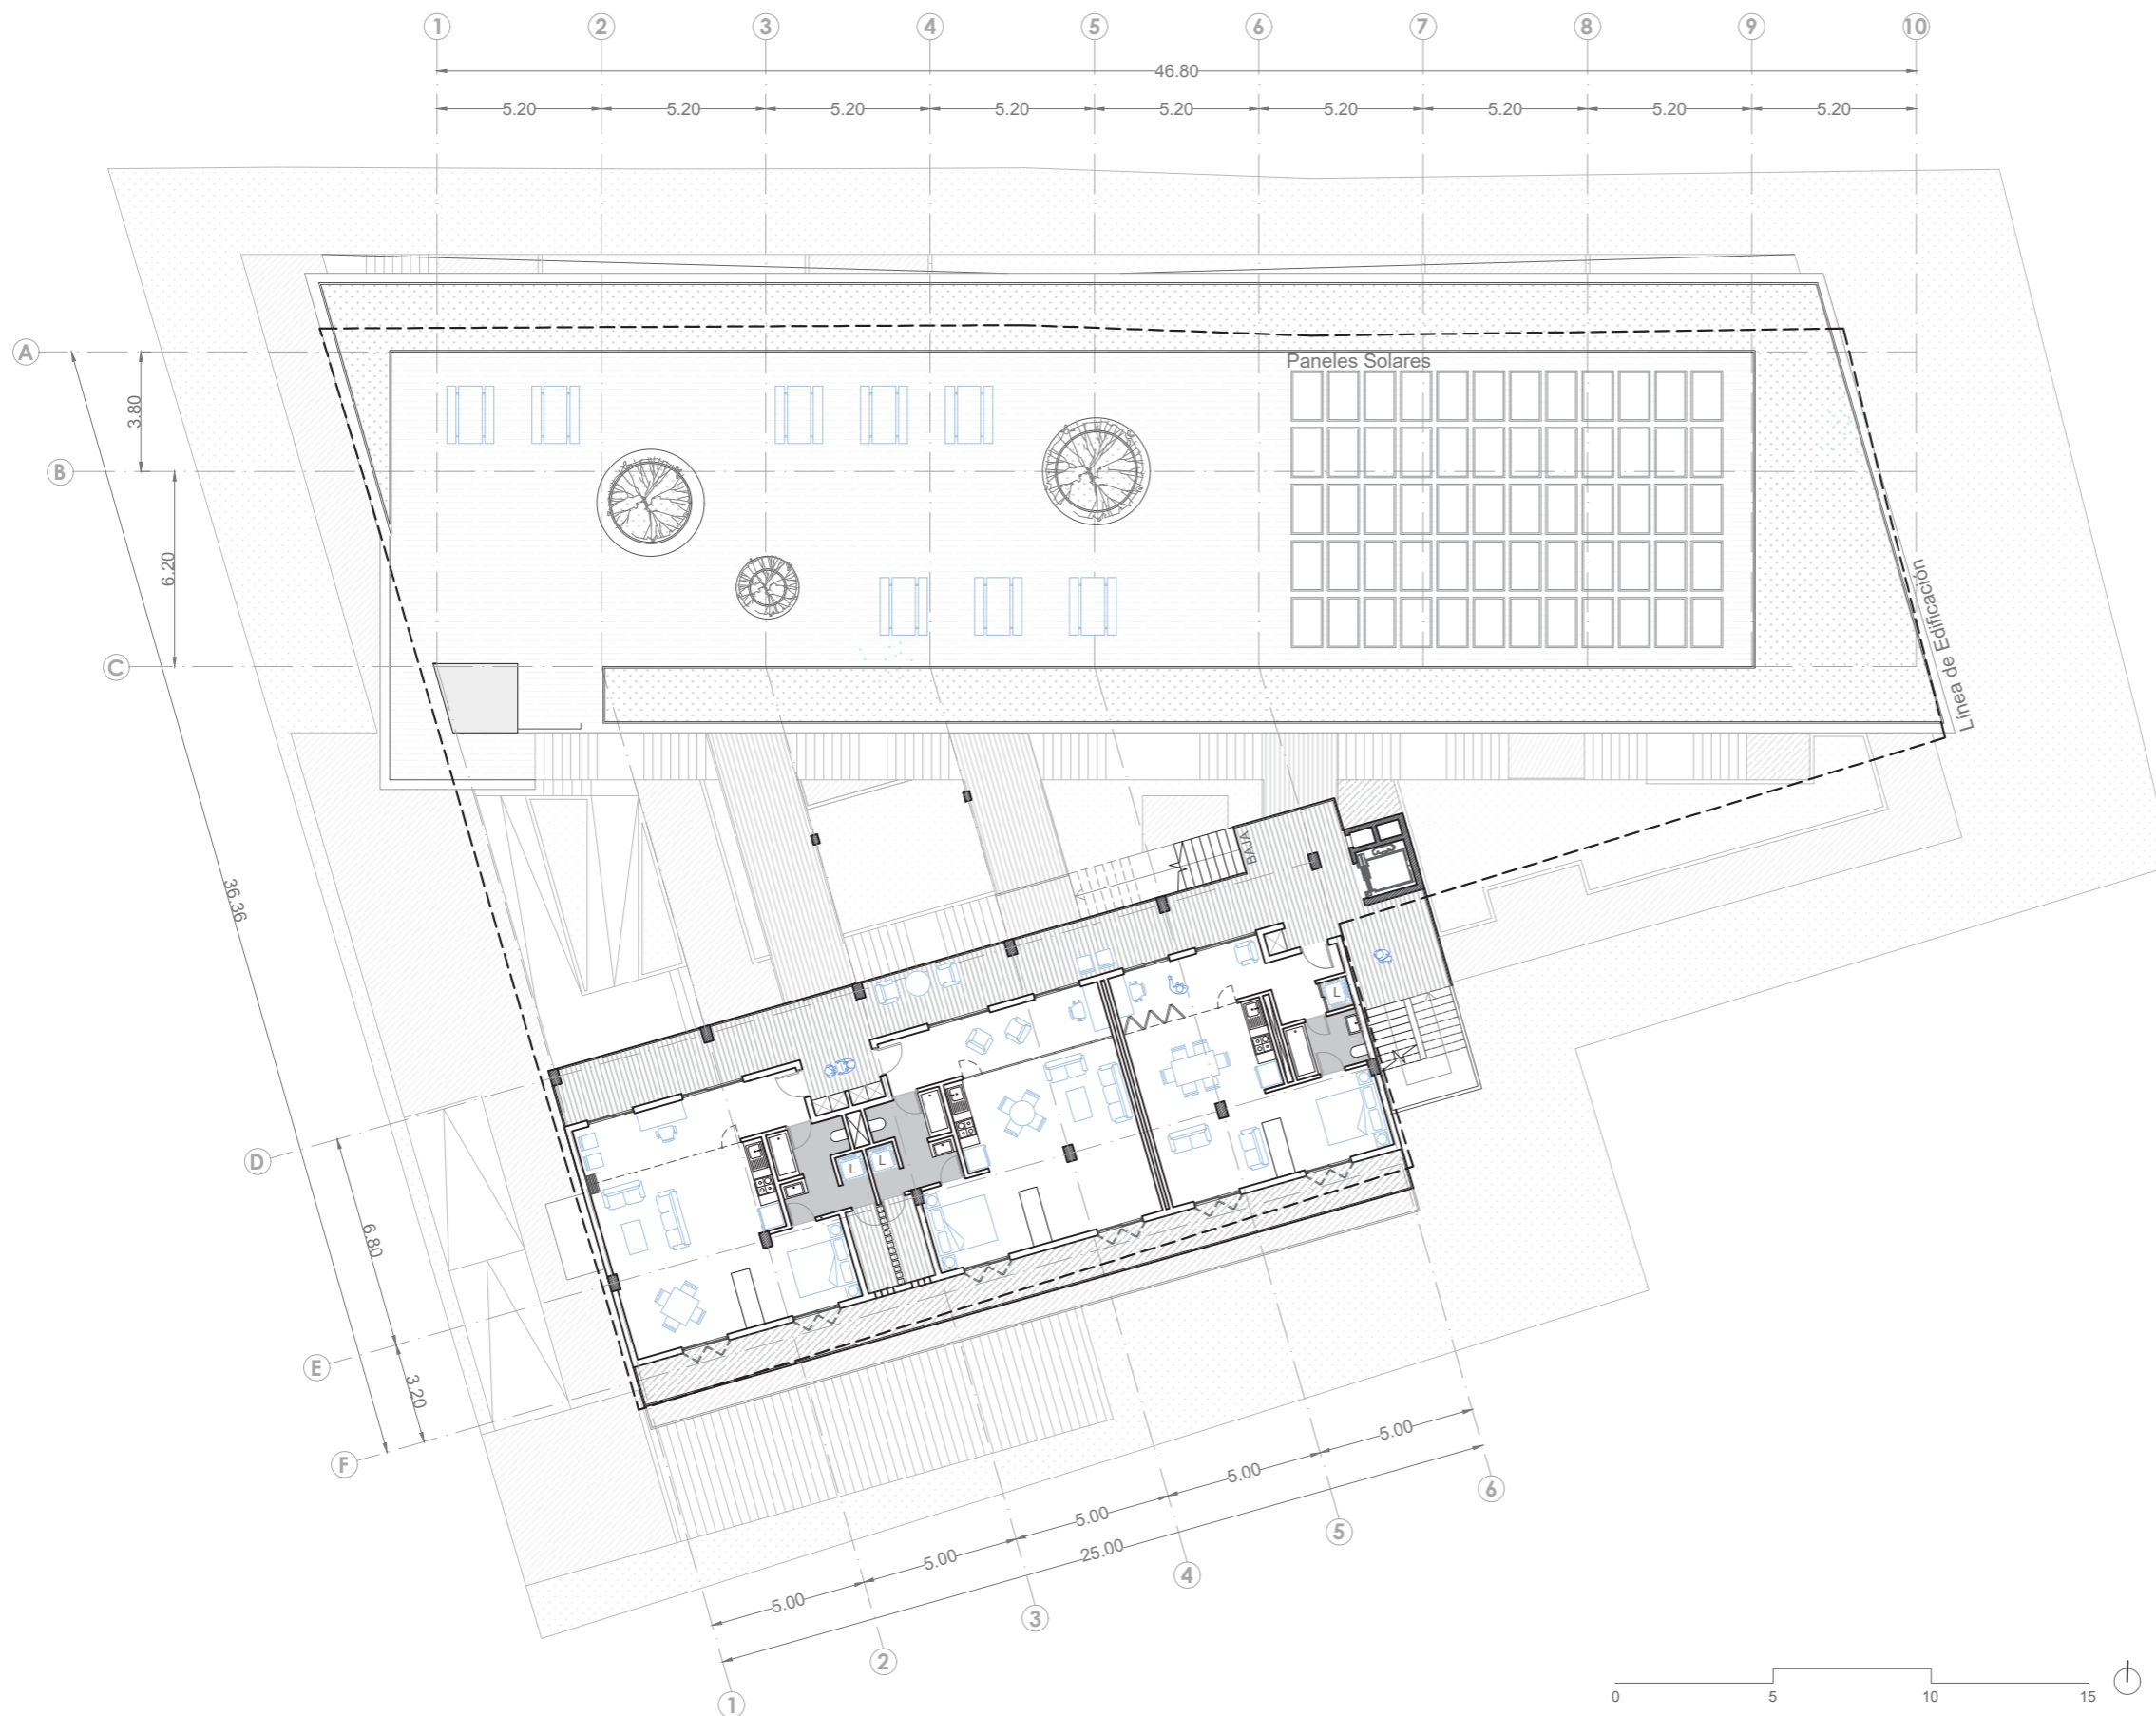 1 2 3 4 5 6 7 8 9 10
46.80
5.20 5.20 5.20 5.20 5.20 5.20 5.20 5.20 5.20
A
Paneles Solares
3.80
B
6.20
Línea de Edificación
C
BAJA
36.36
L
L L
D
6.80
E
3.20
F
5.00
5.00
5.00
5.00
5.00
25.00
6
5
4
3
2
1
0 5 10 15